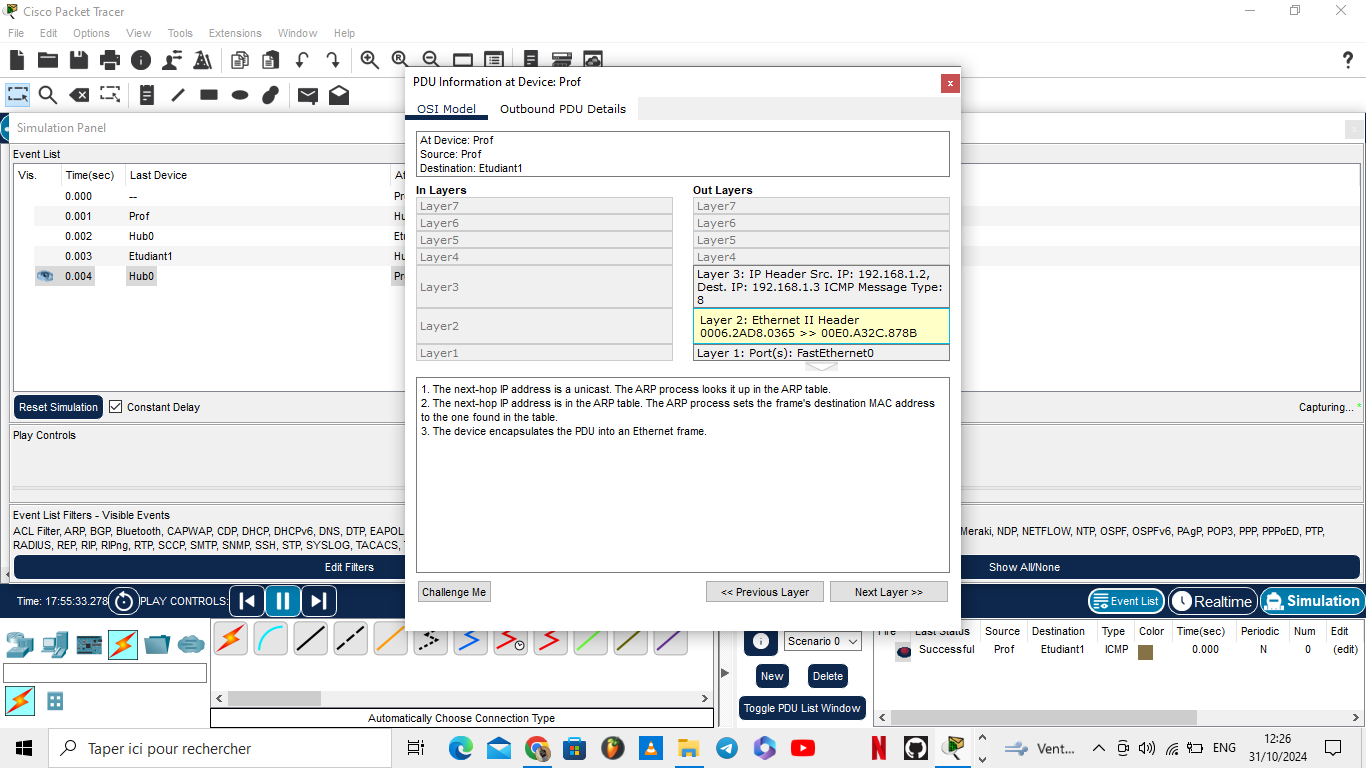 Cisco Packet Tracer
File Edit Options View Tools Extensions Window Help
?
PDU Information at Device: Prof
x
OSI Model Outbound PDU Details
At Device: Prof
Source: Prof
Destination: Etudiant1
In Layers Out Layers
Layer7
Layer6
Layer5
Layer4
Layer3
Layer2
Layer1
Layer7
Layer6
Layer5
Layer4
Layer 3: IP Header Src. IP: 192.168.1.2,
Dest. IP: 192.168.1.3 ICMP Message Type:
8
Layer 2: Ethernet II Header
0006.2AD8.0365 >> 00E0.A32C.878B
Layer 1: Port(s): FastEthernet0
1. The next-hop IP address is a unicast. The ARP process looks it up in the ARP table.
2. The next-hop IP address is in the ARP table. The ARP process sets the frame's destination MAC address
to the one found in the table.
3. The device encapsulates the PDU into an Ethernet frame.
Challenge Me << Previous Layer Next Layer >>
Simulation Panel
Event List
Vis. Time(sec) Last Device
0.000 --
0.001 Prof
0.002 Hub0
0.003 Etudiant1
0.004 Hub0
Reset Simulation Constant Delay Capturing... *
Play Controls
Event List Filters - Visible Events
ACL Filter, ARP, BGP, Bluetooth, CAPWAP, CDP, DHCP, DHCPv6, DNS, DTP, EAPOL Meraki, NDP, NETFLOW, NTP, OSPF, OSPFv6, PAgP, POP3, PPP, PPPoED, PTP,
RADIUS, REP, RIP, RIPng, RTP, SCCP, SMTP, SNMP, SSH, STP, SYSLOG, TACACS,
Edit Filters Show All/None
Time: 17:55:33.278 PLAY CONTROLS: Event List Realtime Simulation
Scenario 0
New Delete
Toggle PDU List Window
Fire Last Status Source Destination Type Color Time(sec) Periodic Num Edit
Successful Prof Etudiant1 ICMP 0.000 N 0 (edit)
Automatically Choose Connection Type
Taper ici pour rechercher
Vent... ENG 12:26
31/10/2024